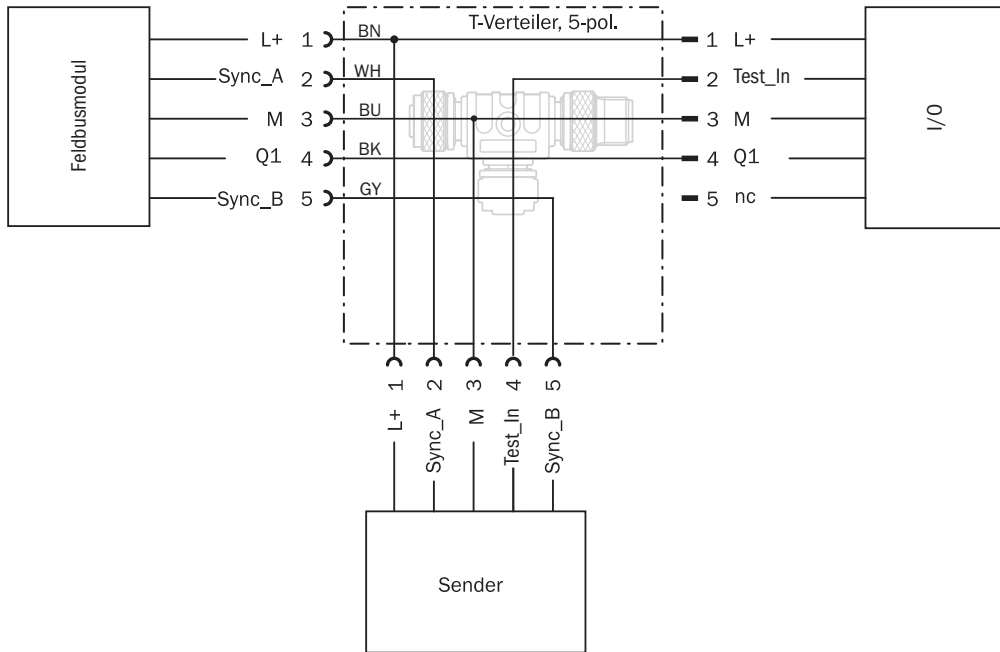 T-Verteiler, 5-pol.
Feldbusmodul
L+ 1 BN
Sync_A 2 WH
M 3 BU
Q1 4 BK
Sync_B 5 GY
1 L+
2 Test_In
3 M
4 Q1
5 nc
I/0
1 L+
2 Sync_A
3 M
4 Test_In
5 Sync_B
Sender